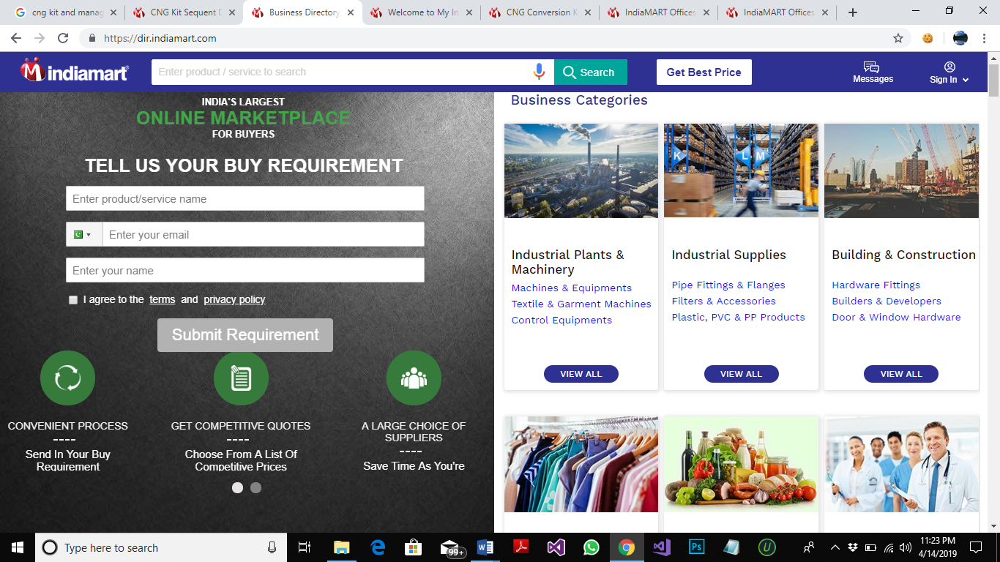 cng kit and manag
CNG Kit Sequent D
Business Directory
Welcome to My In
CNG Conversion K
IndiaMART Offices
IndiaMART Offices
https://dir.indiamart.com
indiamart
Enter product / service to search
Search
Get Best Price
Messages
Sign In
INDIA'S LARGEST
ONLINE MARKETPLACE
FOR BUYERS
TELL US YOUR BUY REQUIREMENT
Enter product/service name
Enter your email
Enter your name
I agree to the terms and privacy policy
Submit Requirement
CONVENIENT PROCESS
----
Send In Your Buy
Requirement
GET COMPETITIVE QUOTES
----
Choose From A List Of
Competitive Prices
A LARGE CHOICE OF
SUPPLIERS
----
Save Time As You're
Business Categories
K
L
M
Industrial Plants &
Machinery
Machines & Equipments
Textile & Garment Machines
Control Equipments
VIEW ALL
Industrial Supplies
Pipe Fittings & Flanges
Filters & Accessories
Plastic, PVC & PP Products
VIEW ALL
Building & Construction
Hardware Fittings
Builders & Developers
Door & Window Hardware
VIEW ALL
Type here to search
99+
11:23 PM
4/14/2019